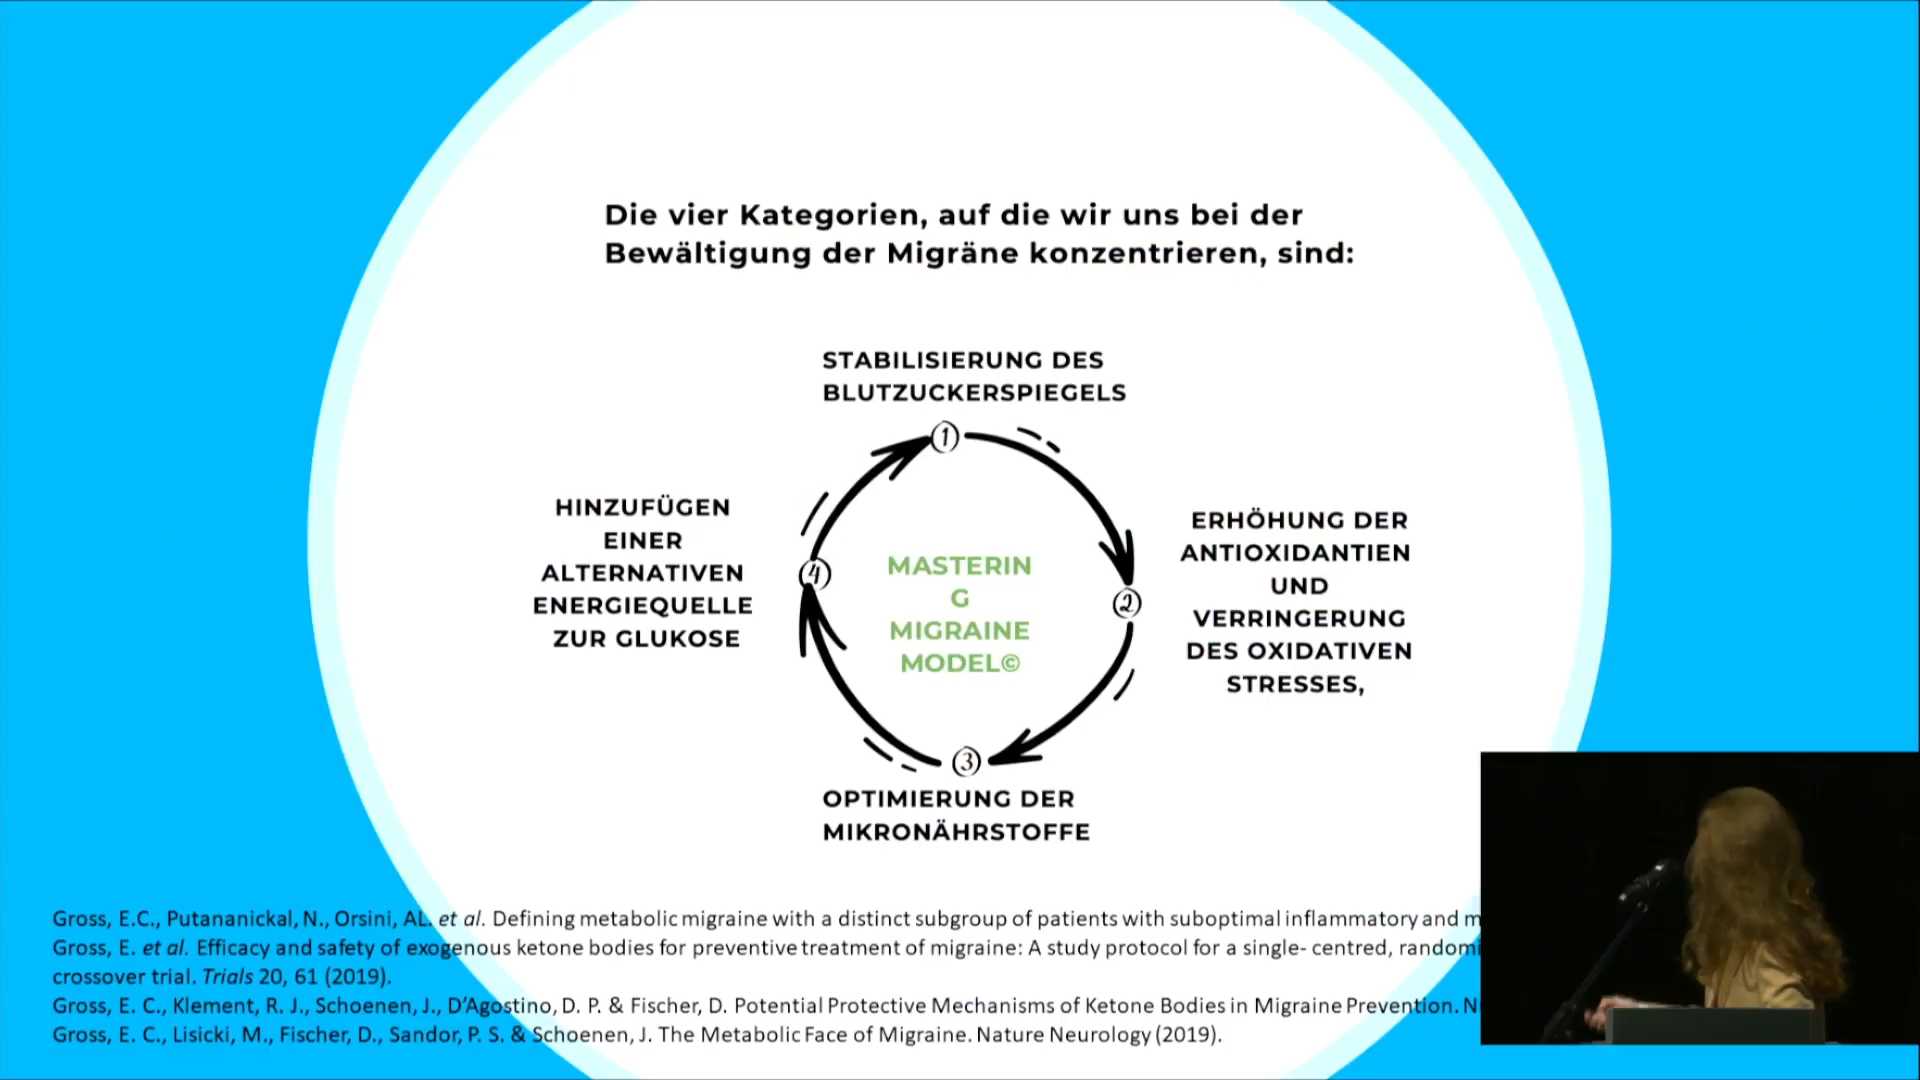 Die vier Kategorien, auf die wir uns bei der
Bewältigung der Migräne konzentrieren, sind:
STABILISIERUNG DES
BLUTZUCKERSPIEGELS
1
HINZUFÜGEN
EINER
ALTERNATIVEN
ENERGIEQUELLE
ZUR GLUKOSE
4
MASTERIN
G
MIGRAINE
MODEL©
2
ERHÖHUNG DER
ANTIOXIDANTIEN
UND
VERRINGERUNG
DES OXIDATIVEN
STRESSES,
3
OPTIMIERUNG DER
MIKRONÄHRSTOFFE
Gross, E.C., Putananickal, N., Orsini, AL. et al. Defining metabolic migraine with a distinct subgroup of patients with suboptimal inflammatory and m
Gross, E. et al. Efficacy and safety of exogenous ketone bodies for preventive treatment of migraine: A study protocol for a single- centred, randomi
crossover trial. Trials 20, 61 (2019).
Gross, E. C., Klement, R. J., Schoenen, J., D'Agostino, D. P. & Fischer, D. Potential Protective Mechanisms of Ketone Bodies in Migraine Prevention. N
Gross, E. C., Lisicki, M., Fischer, D., Sandor, P. S. & Schoenen, J. The Metabolic Face of Migraine. Nature Neurology (2019).